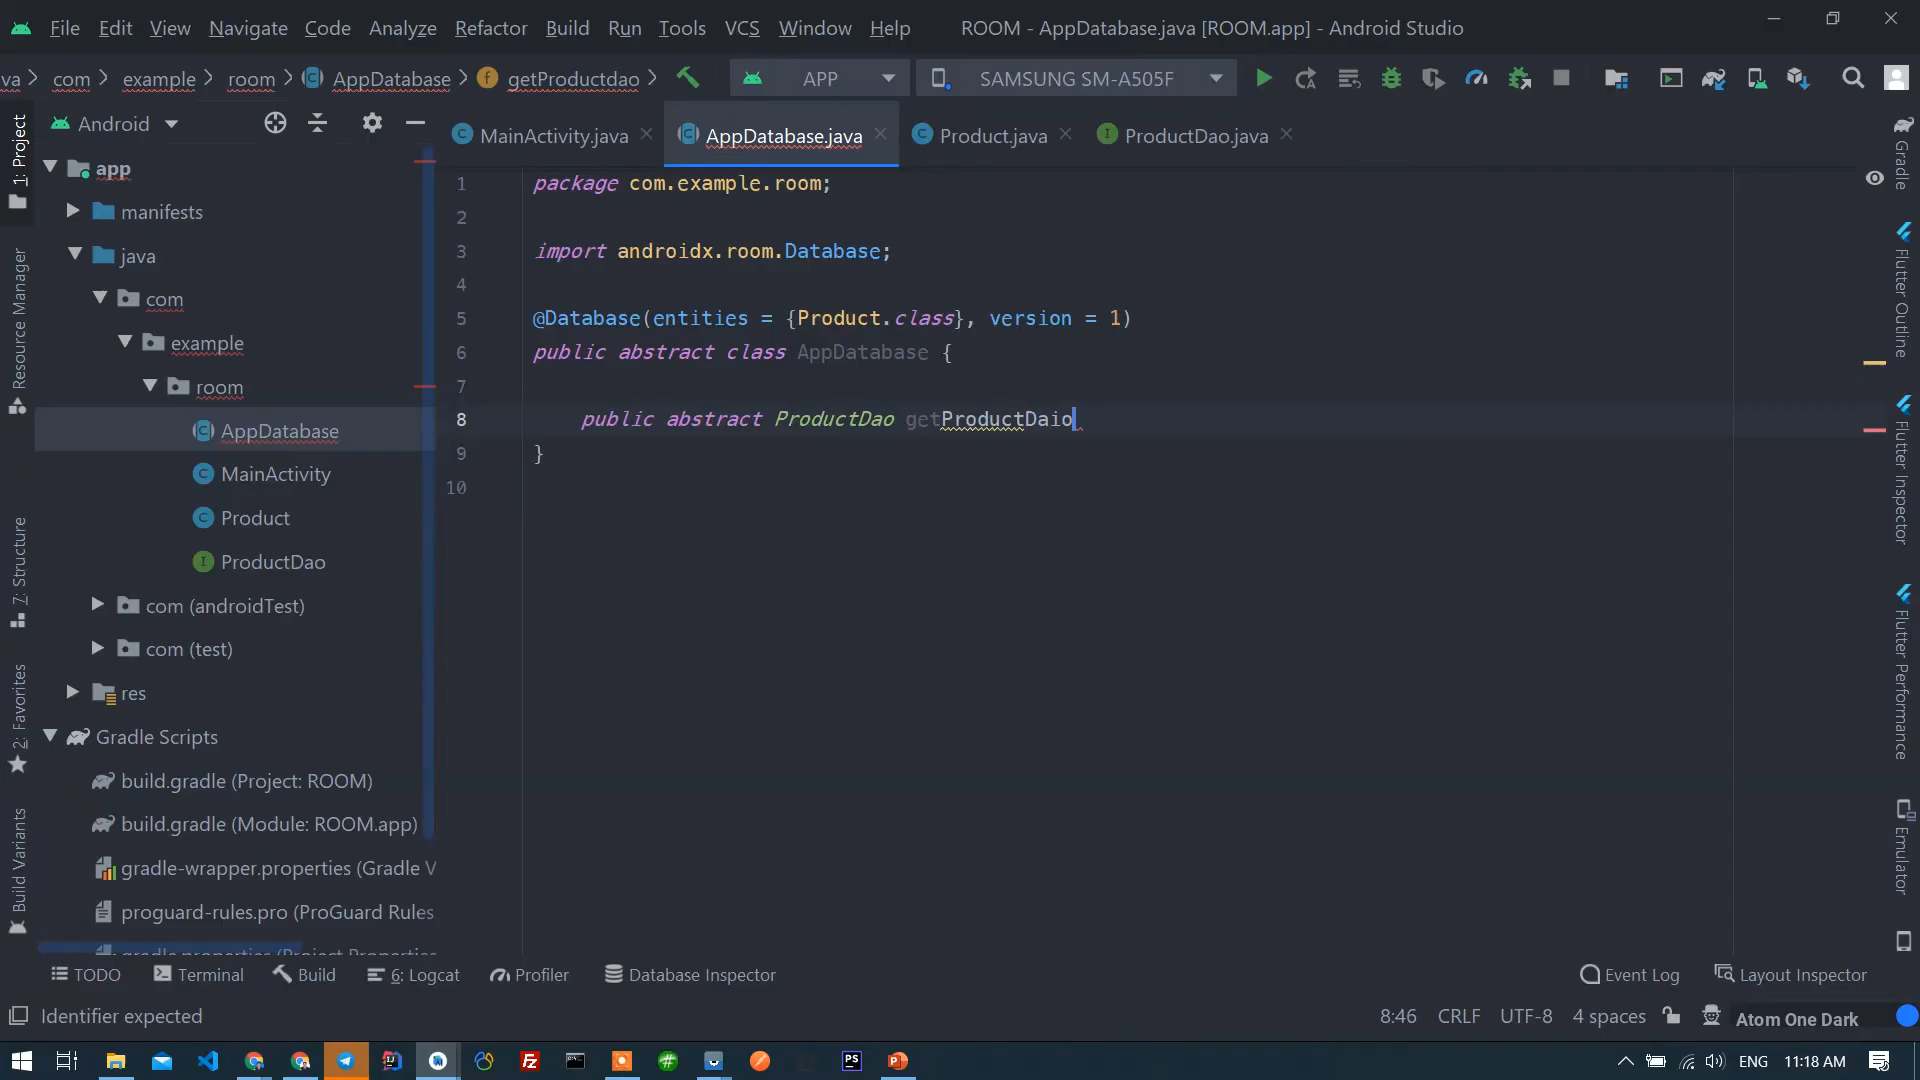 File Edit View Navigate Code Analyze Refactor Build Run Tools VCS Window Help ROOM - AppDatabase.java [ROOM.app] - Android Studio
va com example room AppDatabase getProductdao APP SAMSUNG SM-A505F
Android
MainActivity.java AppDatabase.java Product.java ProductDao.java
1: Project
Resource Manager
Z: Structure
2: Favorites
Build Variants
app
manifests
java
com
example
room
AppDatabase
MainActivity
Product
ProductDao
com (androidTest)
com (test)
res
Gradle Scripts
build.gradle (Project: ROOM)
build.gradle (Module: ROOM.app)
gradle-wrapper.properties (Gradle V
proguard-rules.pro (ProGuard Rules
gradle.properties (Project Properties
1 package com.example.room;
2
3 import androidx.room.Database;
4
5 @Database(entities = {Product.class}, version = 1)
6 public abstract class AppDatabase {
7
8 public abstract ProductDao getProductDaio
9 }
10
Gradle
Flutter Outline
Flutter Inspector
Flutter Performance
Emulator
TODO Terminal Build 6: Logcat Profiler Database Inspector Event Log Layout Inspector
Identifier expected 8:46 CRLF UTF-8 4 spaces Atom One Dark
PS ENG 11:18 AM